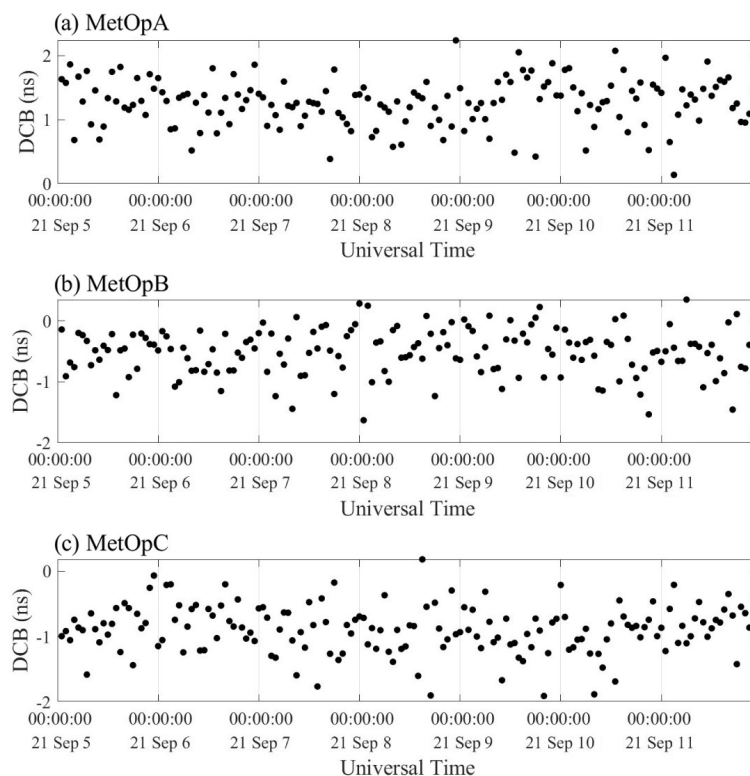 (a) MetOpA
DCB (ns)
2
1
0
00:00:00 00:00:00 00:00:00 00:00:00 00:00:00 00:00:00 00:00:00
21 Sep 5 21 Sep 6 21 Sep 7 21 Sep 8 21 Sep 9 21 Sep 10 21 Sep 11
Universal Time
(b) MetOpB
DCB (ns)
0
-1
-2
00:00:00 00:00:00 00:00:00 00:00:00 00:00:00 00:00:00 00:00:00
21 Sep 5 21 Sep 6 21 Sep 7 21 Sep 8 21 Sep 9 21 Sep 10 21 Sep 11
Universal Time
(c) MetOpC
DCB (ns)
0
-1
-2
00:00:00 00:00:00 00:00:00 00:00:00 00:00:00 00:00:00 00:00:00
21 Sep 5 21 Sep 6 21 Sep 7 21 Sep 8 21 Sep 9 21 Sep 10 21 Sep 11
Universal Time